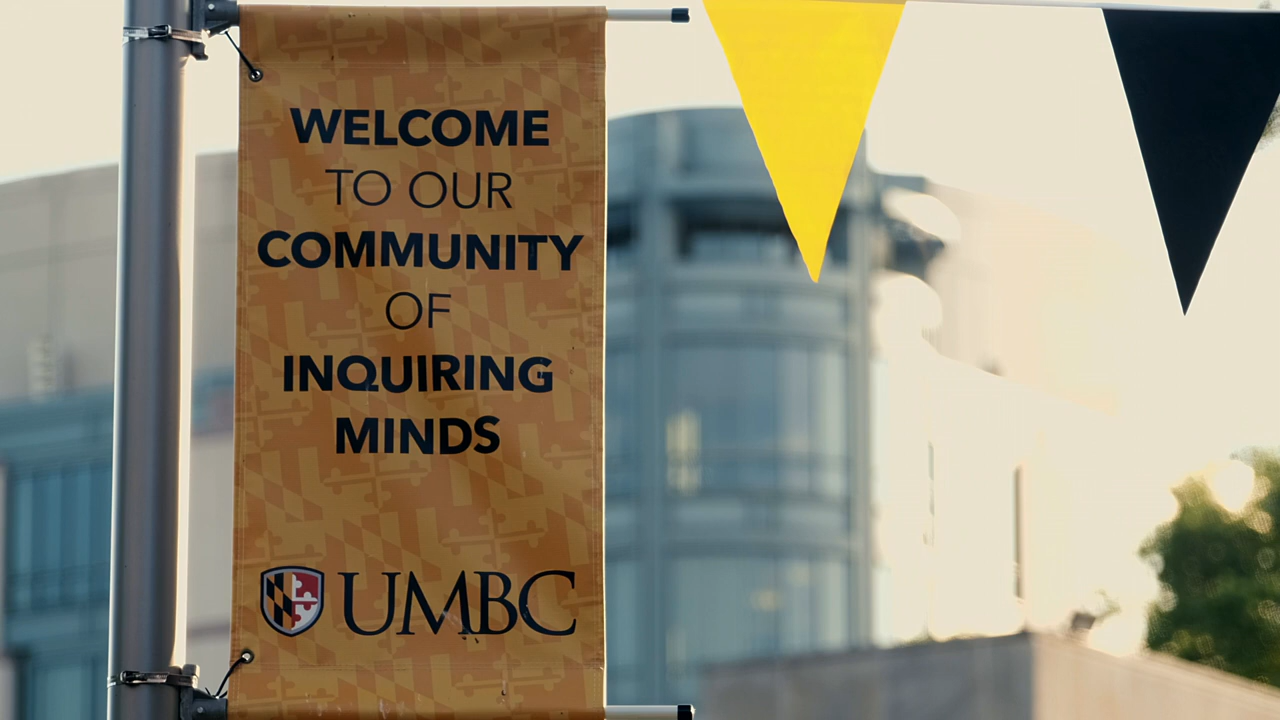 WELCOME
TO OUR
COMMUNITY
OF
INQUIRING
MINDS
UMBC